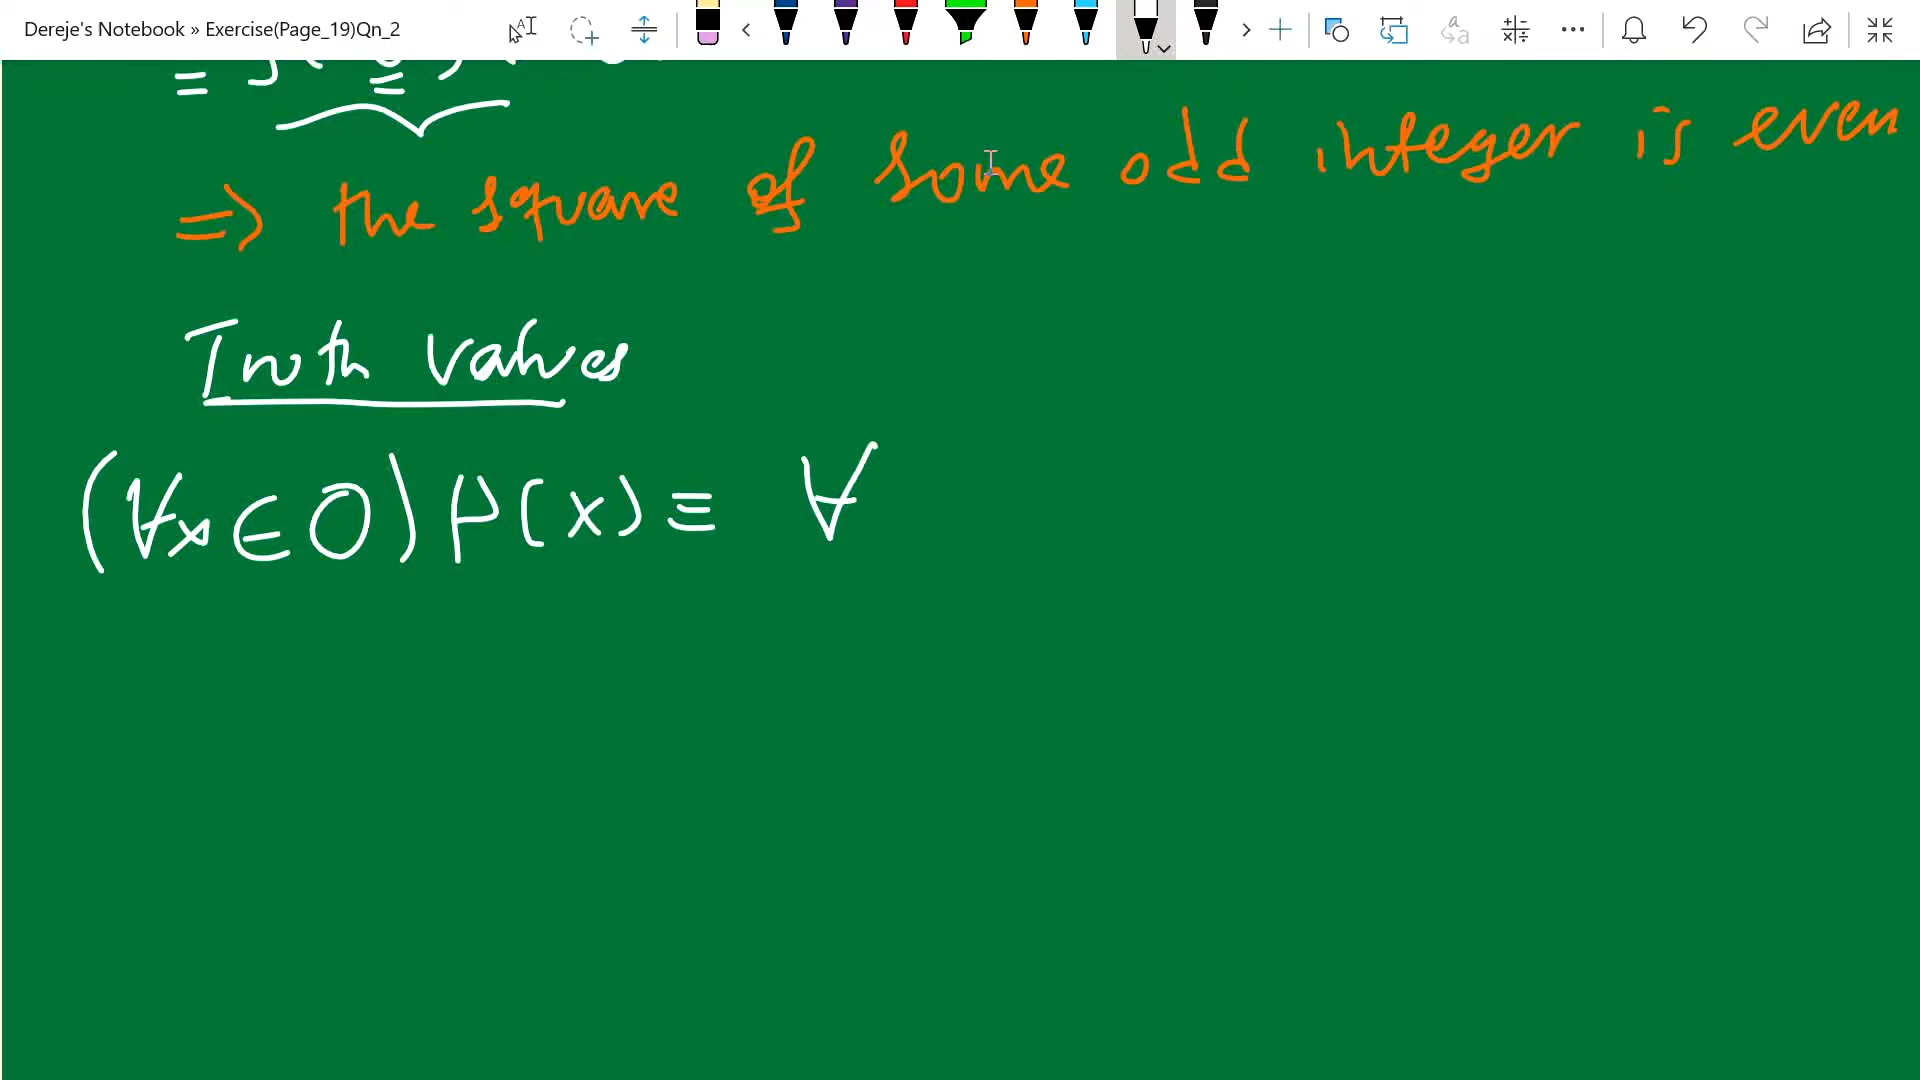 Dereje's Notebook » Exercise(Page_19)Qn_2
=> the square of some odd integer is even
Truth values
(∀x∈O)P(x)≡ ∀